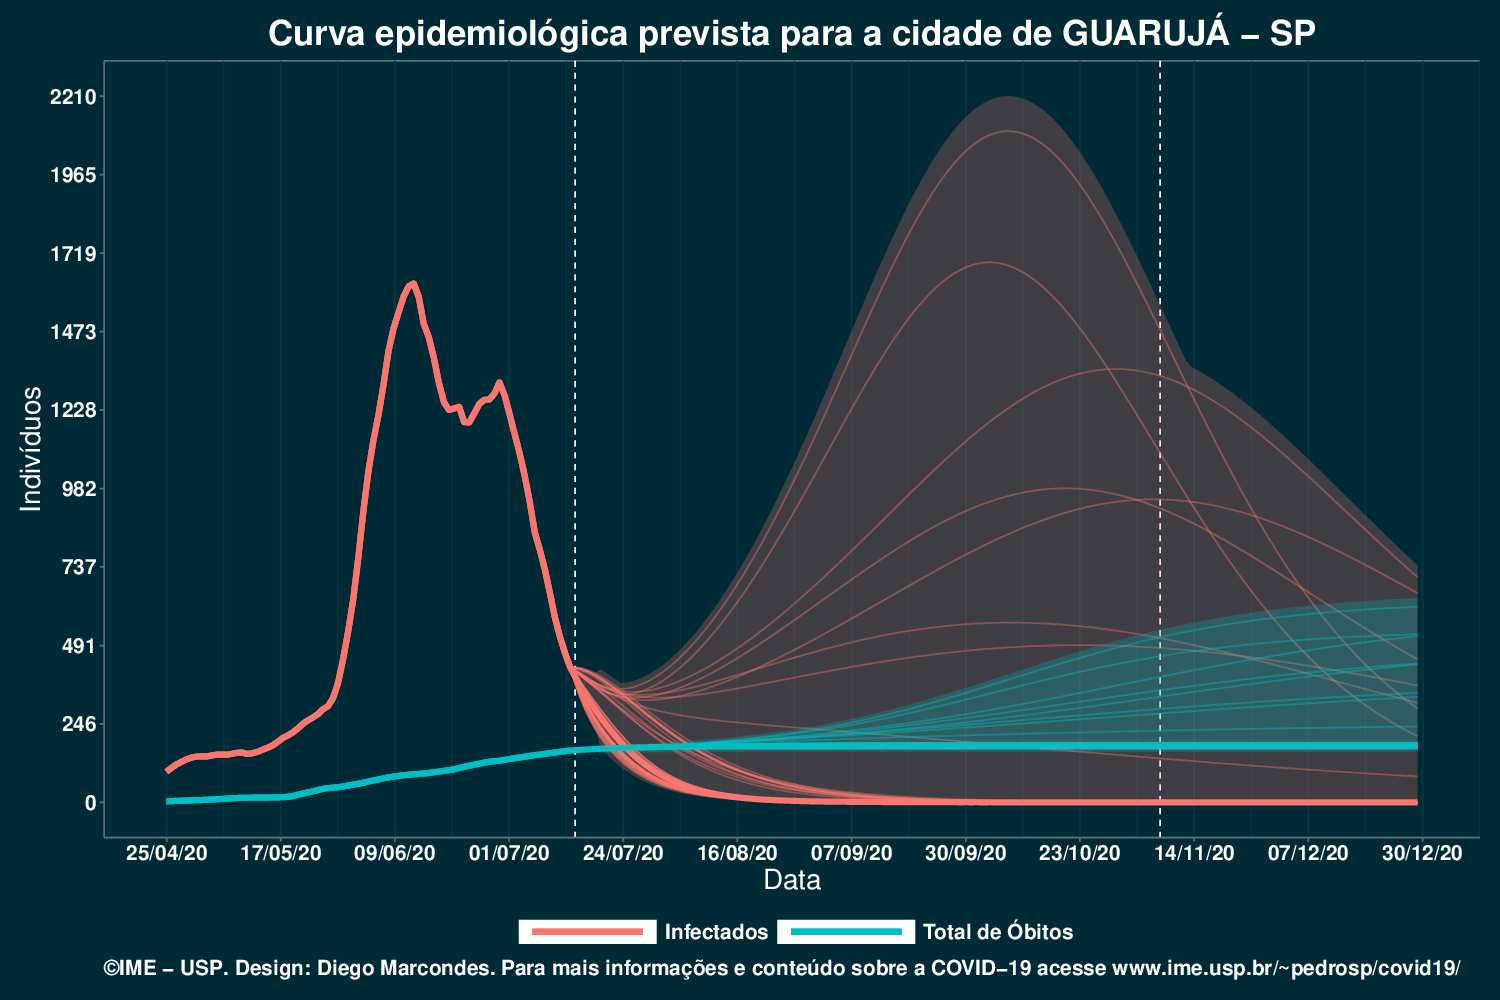 Curva epidemiológica prevista para a cidade de GUARUJÁ – SP
2210
1965
1719
1473
1228
982
737
491
246
0
Indivíduos
25/04/20 17/05/20 09/06/20 01/07/20 24/07/20 16/08/20 07/09/20 30/09/20 23/10/20 14/11/20 07/12/20 30/12/20
Data
Infectados Total de Óbitos
©IME – USP. Design: Diego Marcondes. Para mais informações e conteúdo sobre a COVID–19 acesse www.ime.usp.br/~pedrosp/covid19/